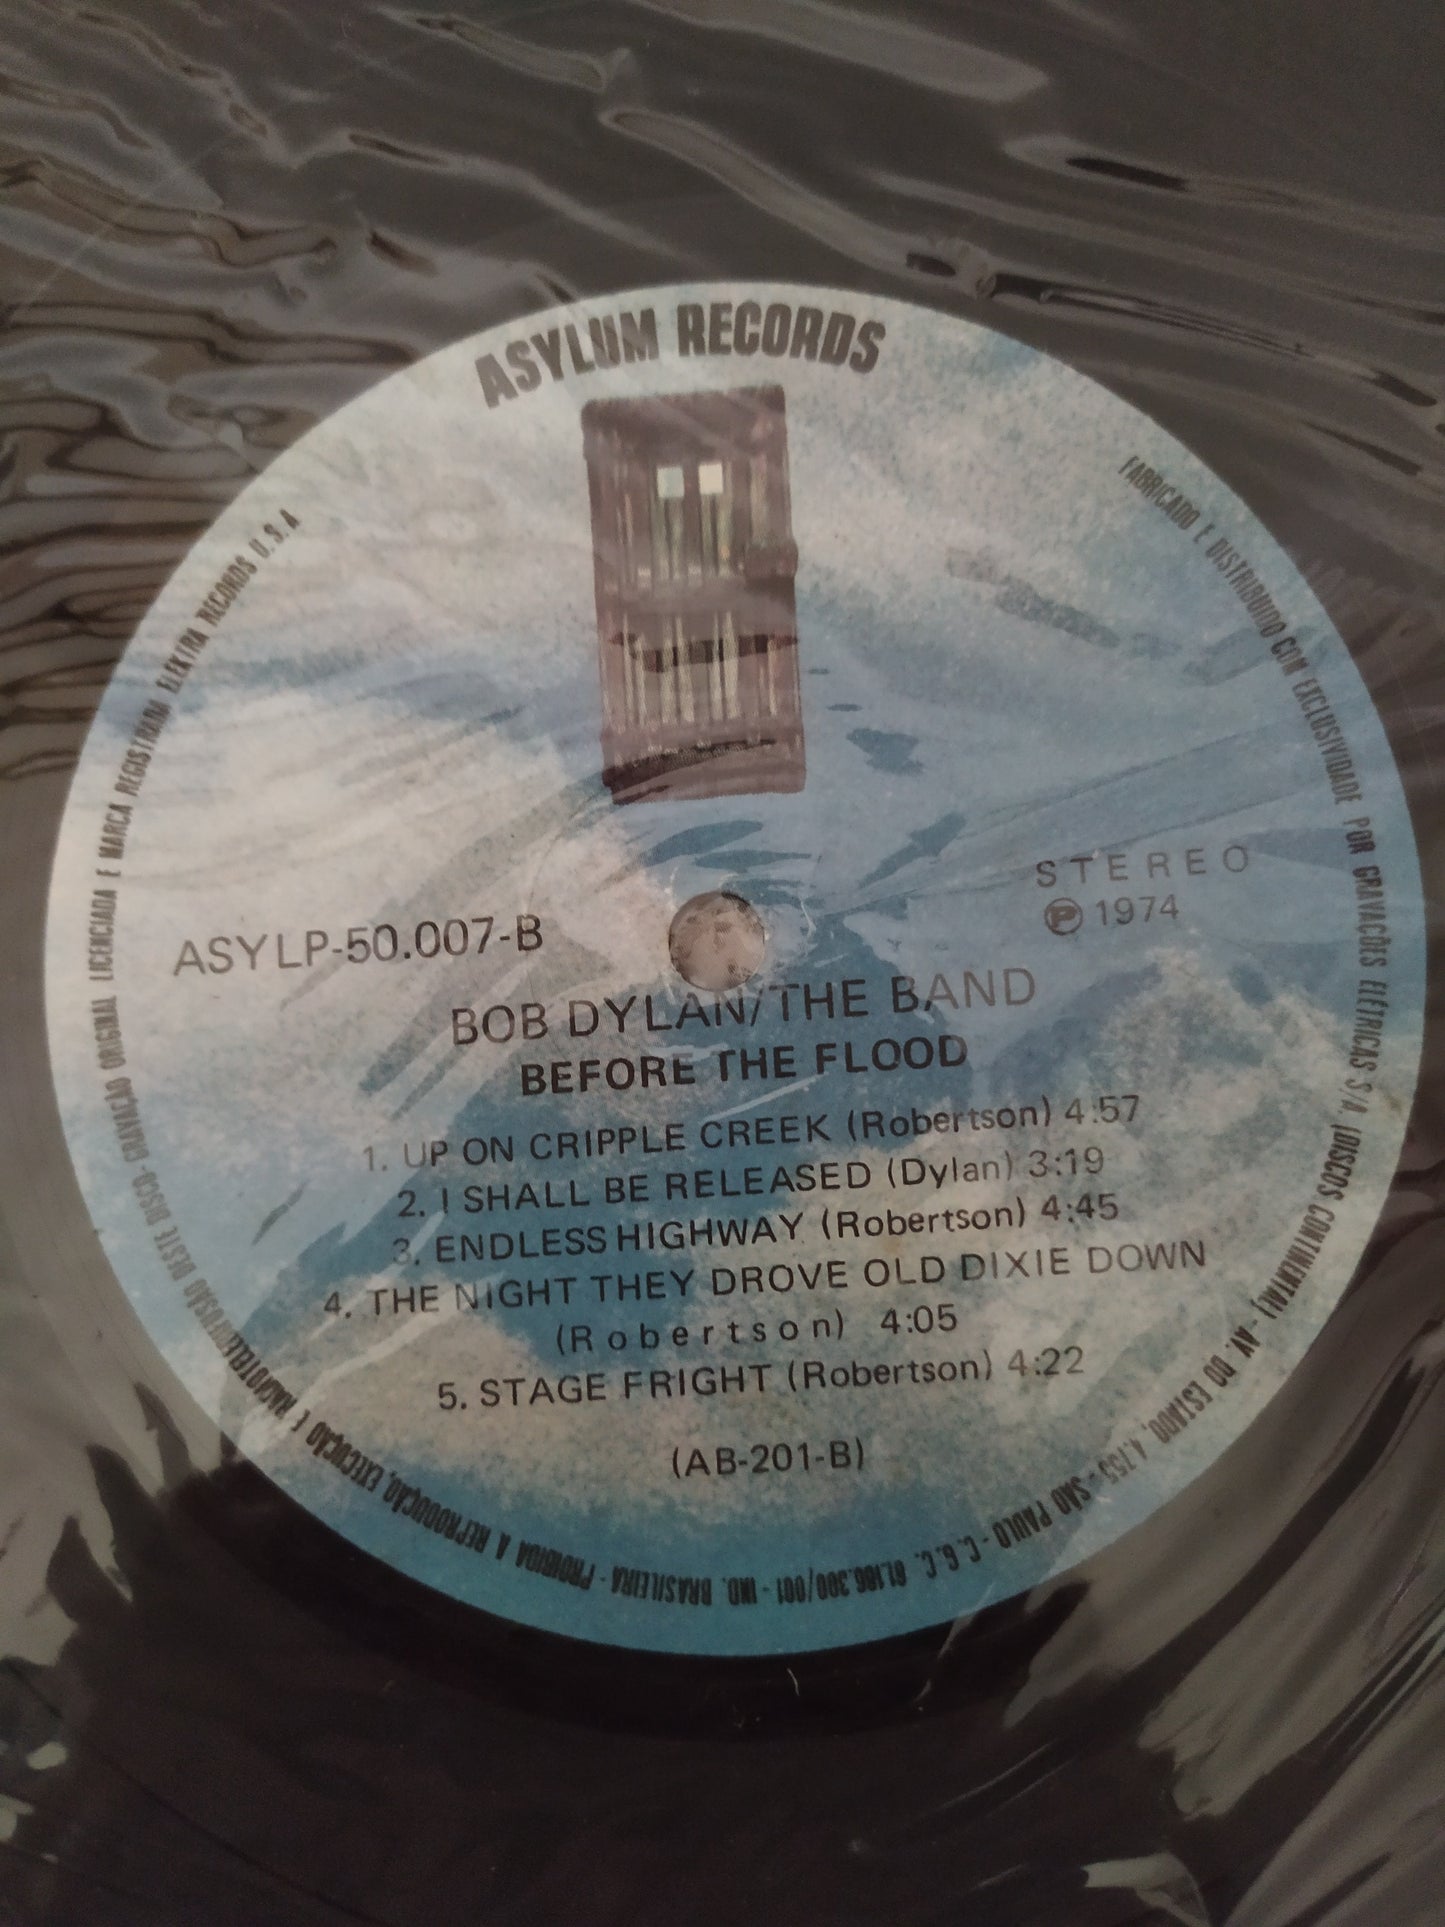 ASYLUM RECORDS
ASYLP-50.007-B
STEREO
Ⓟ 1974
BOB DYLAN/THE BAND
BEFORE THE FLOOD
1. UP ON CRIPPLE CREEK (Robertson) 4:57
2. I SHALL BE RELEASED (Dylan) 3:19
3. ENDLESS HIGHWAY (Robertson) 4:45
4. THE NIGHT THEY DROVE OLD DIXIE DOWN
(Robertson) 4:05
5. STAGE FRIGHT (Robertson) 4:22
(AB-201-B)
FABRICADO E DISTRIBUIDO COM EXCLUSIVIDADE POR GRAVAÇÕES ELÉTRICAS S/A. (DISCOS CONTINENTAL) - AV. DO ESTADO, 4.755 - SÃO PAULO - C.G.C. 61.186.300/001 - IND. BRASILEIRA - PROIBIDA A REPRODUÇÃO, EXECUÇÃO E RADIOTELEDIFUSÃO DESTE DISCO - GRAVAÇÃO ORIGINAL LICENCIADA E MARCA REGISTRADA ELEKTRA RECORDS U.S.A